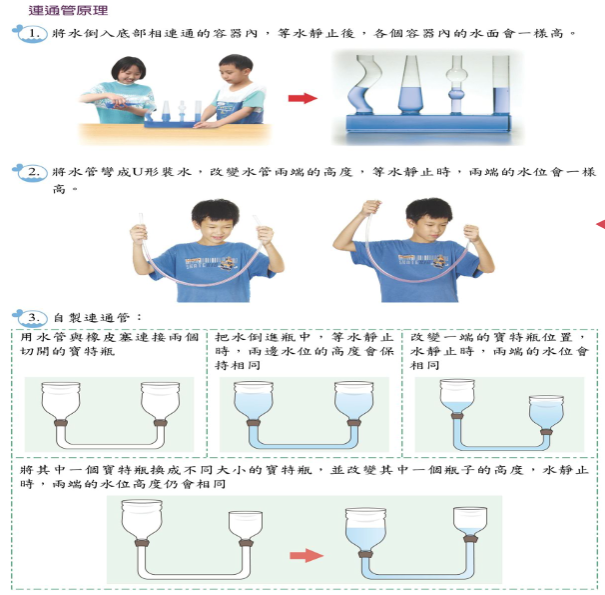 連通管原理
1. 將水倒入底部相連通的容器內，等水靜止後，各個容器內的水面會一樣高。
2. 將水管彎成U形裝水，改變水管兩端的高度，等水靜止時，兩端的水位會一樣
高。
3. 自製連通管：
用水管與橡皮塞連接兩個
切開的寶特瓶
把水倒進瓶中，等水靜止
時，兩邊水位的高度會保
持相同
改變一端的寶特瓶位置，
水靜止時，兩端的水位會
相同
將其中一個寶特瓶換成不同大小的寶特瓶，並改變其中一個瓶子的高度，水靜止
時，兩端的水位高度仍會相同